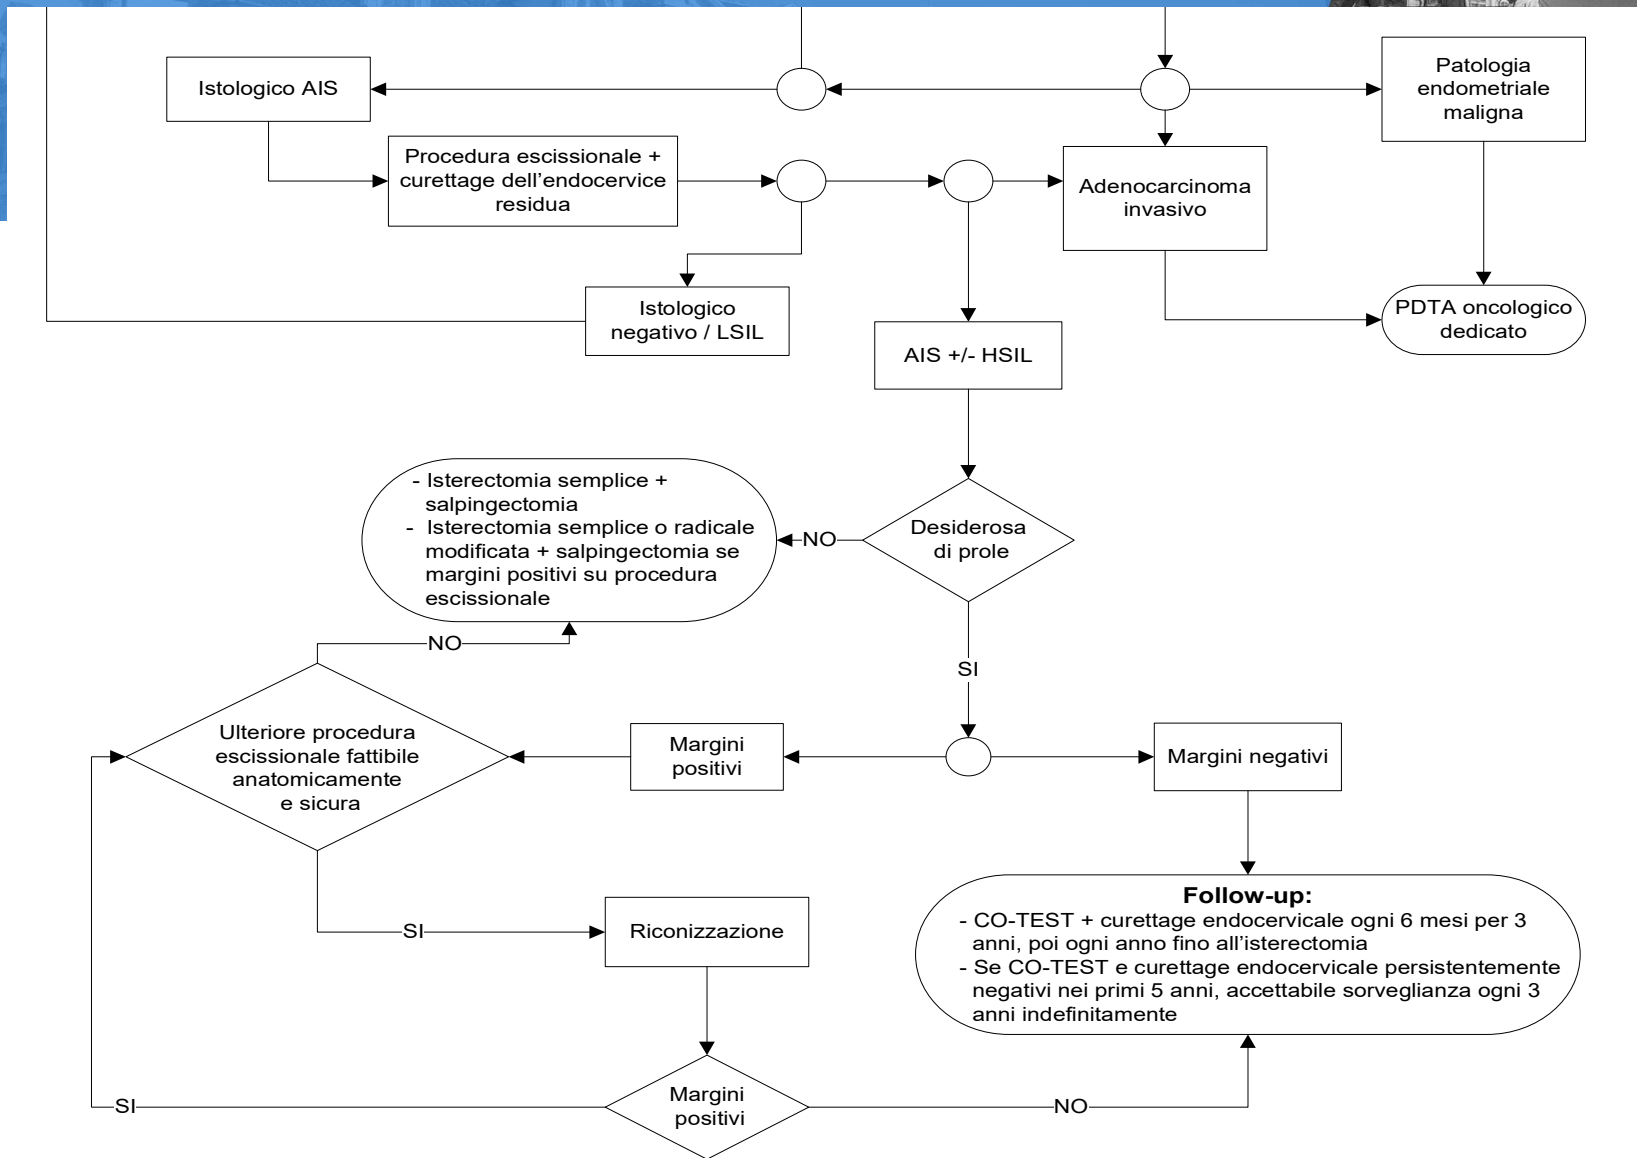 Istologico AIS
Patologia
endometriale
maligna
Procedura escissionale +
curettage dell'endocervice
residua
Adenocarcinoma
invasivo
Istologico
negativo / LSIL
PDTA oncologico
dedicato
AIS +/- HSIL
- Isterectomia semplice +
salpingectomia
- Isterectomia semplice o radicale
modificata + salpingectomia se
margini positivi su procedura
escissionale
NO
Desiderosa
di prole
NO
SI
Ulteriore procedura
escissionale fattibile
anatomicamente
e sicura
Margini
positivi
Margini negativi
Follow-up:
- CO-TEST + curettage endocervicale ogni 6 mesi per 3
anni, poi ogni anno fino all'isterectomia
- Se CO-TEST e curettage endocervicale persistentemente
negativi nei primi 5 anni, accettabile sorveglianza ogni 3
anni indefinitamente
SI
Riconizzazione
Margini
positivi
SI
NO